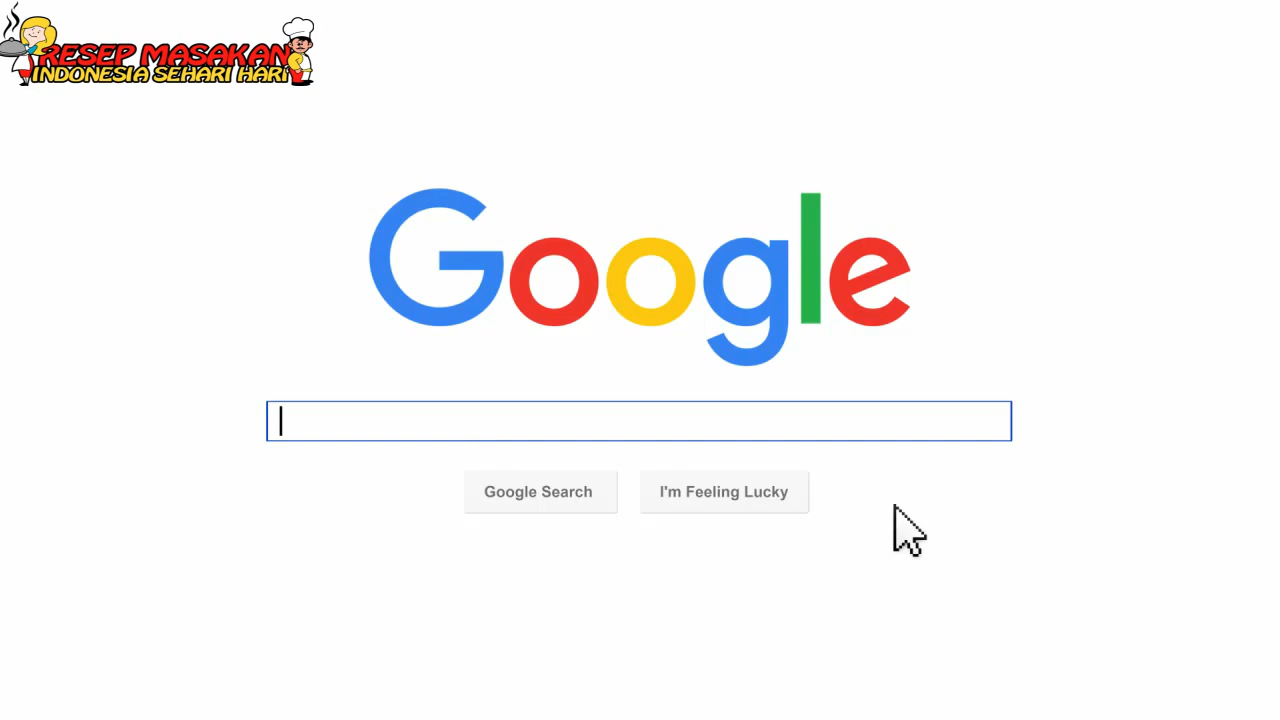 RESEP MASAKAN
INDONESIA SEHARI HARI
Google
Google Search
I'm Feeling Lucky